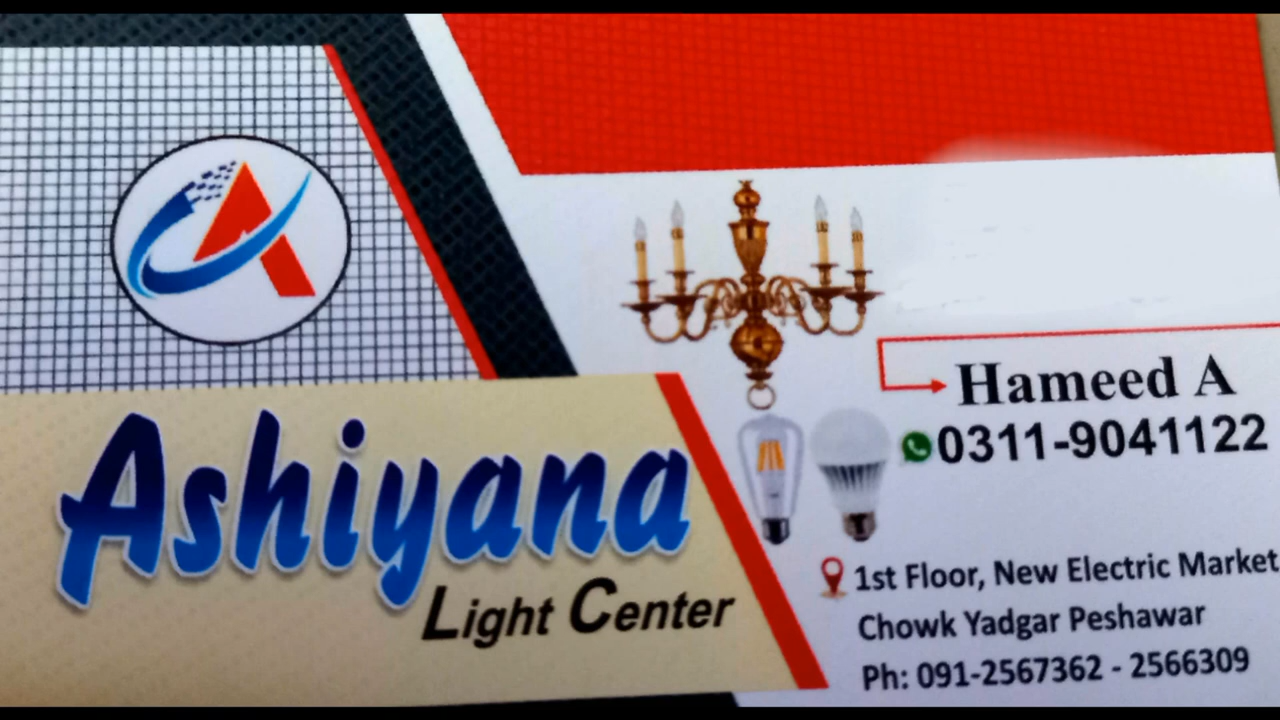 Ashiyana
Light Center
Hameed A
0311-9041122
1st Floor, New Electric Market
Chowk Yadgar Peshawar
Ph: 091-2567362 - 2566309